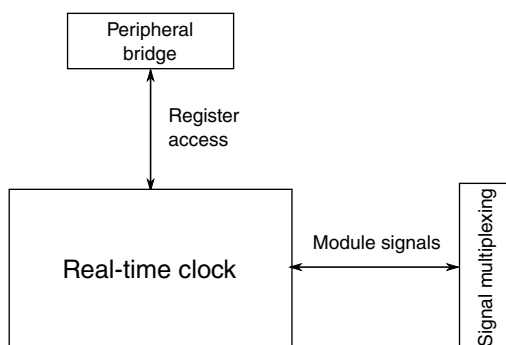 Peripheral
bridge
Register
access
Real-time clock
Module signals
Signal multiplexing